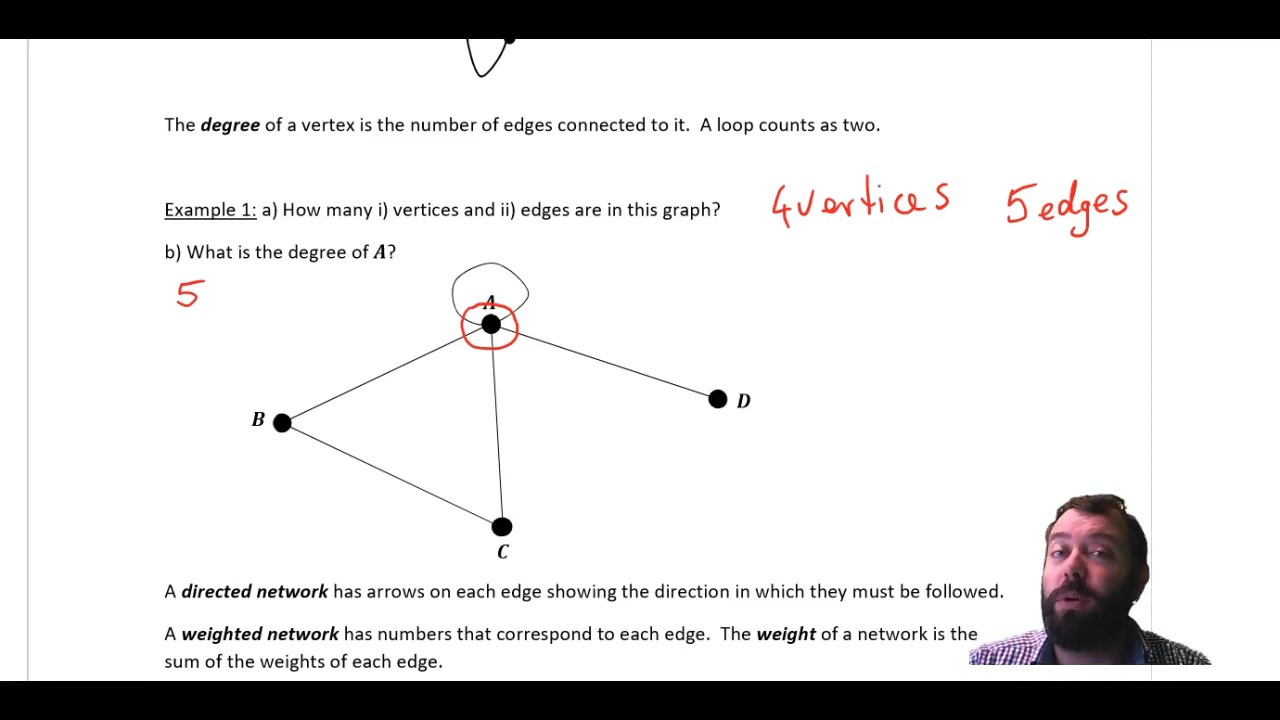 The degree of a vertex is the number of edges connected to it. A loop counts as two.
Example 1: a) How many i) vertices and ii) edges are in this graph? 4 vertices 5 edges
b) What is the degree of A?
5
A
B
D
C
A directed network has arrows on each edge showing the direction in which they must be followed.
A weighted network has numbers that correspond to each edge. The weight of a network is the
sum of the weights of each edge.